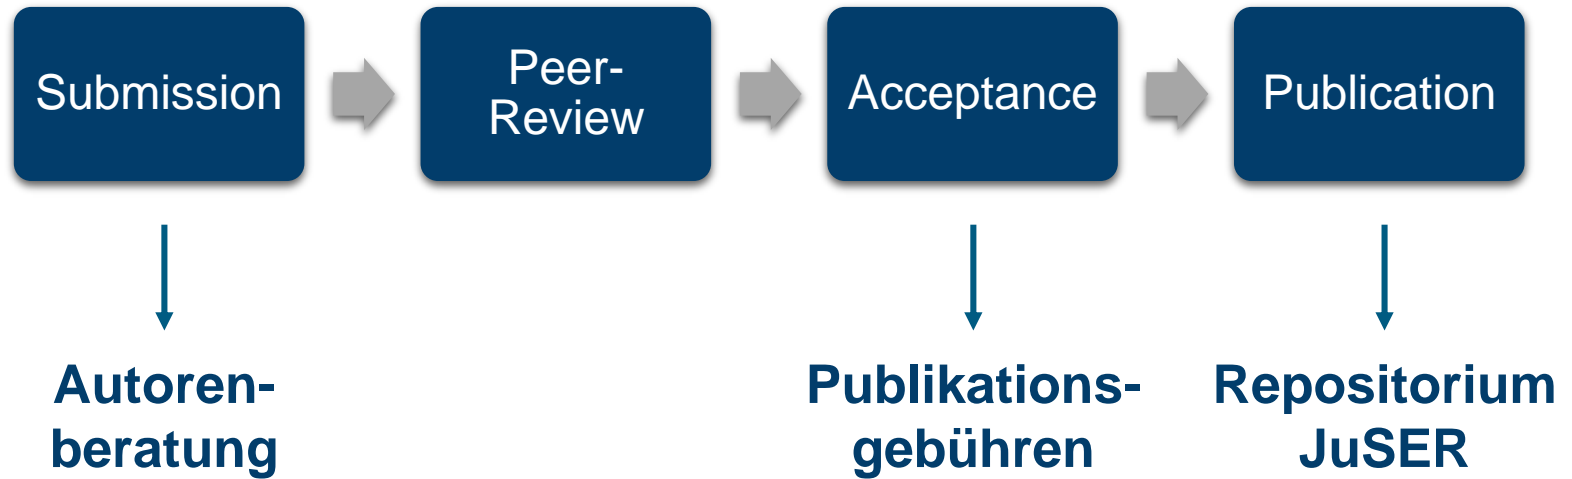 Submission
Peer-
Review
Acceptance
Publication
Autoren-
beratung
Publikations-
gebühren
Repositorium
JuSER